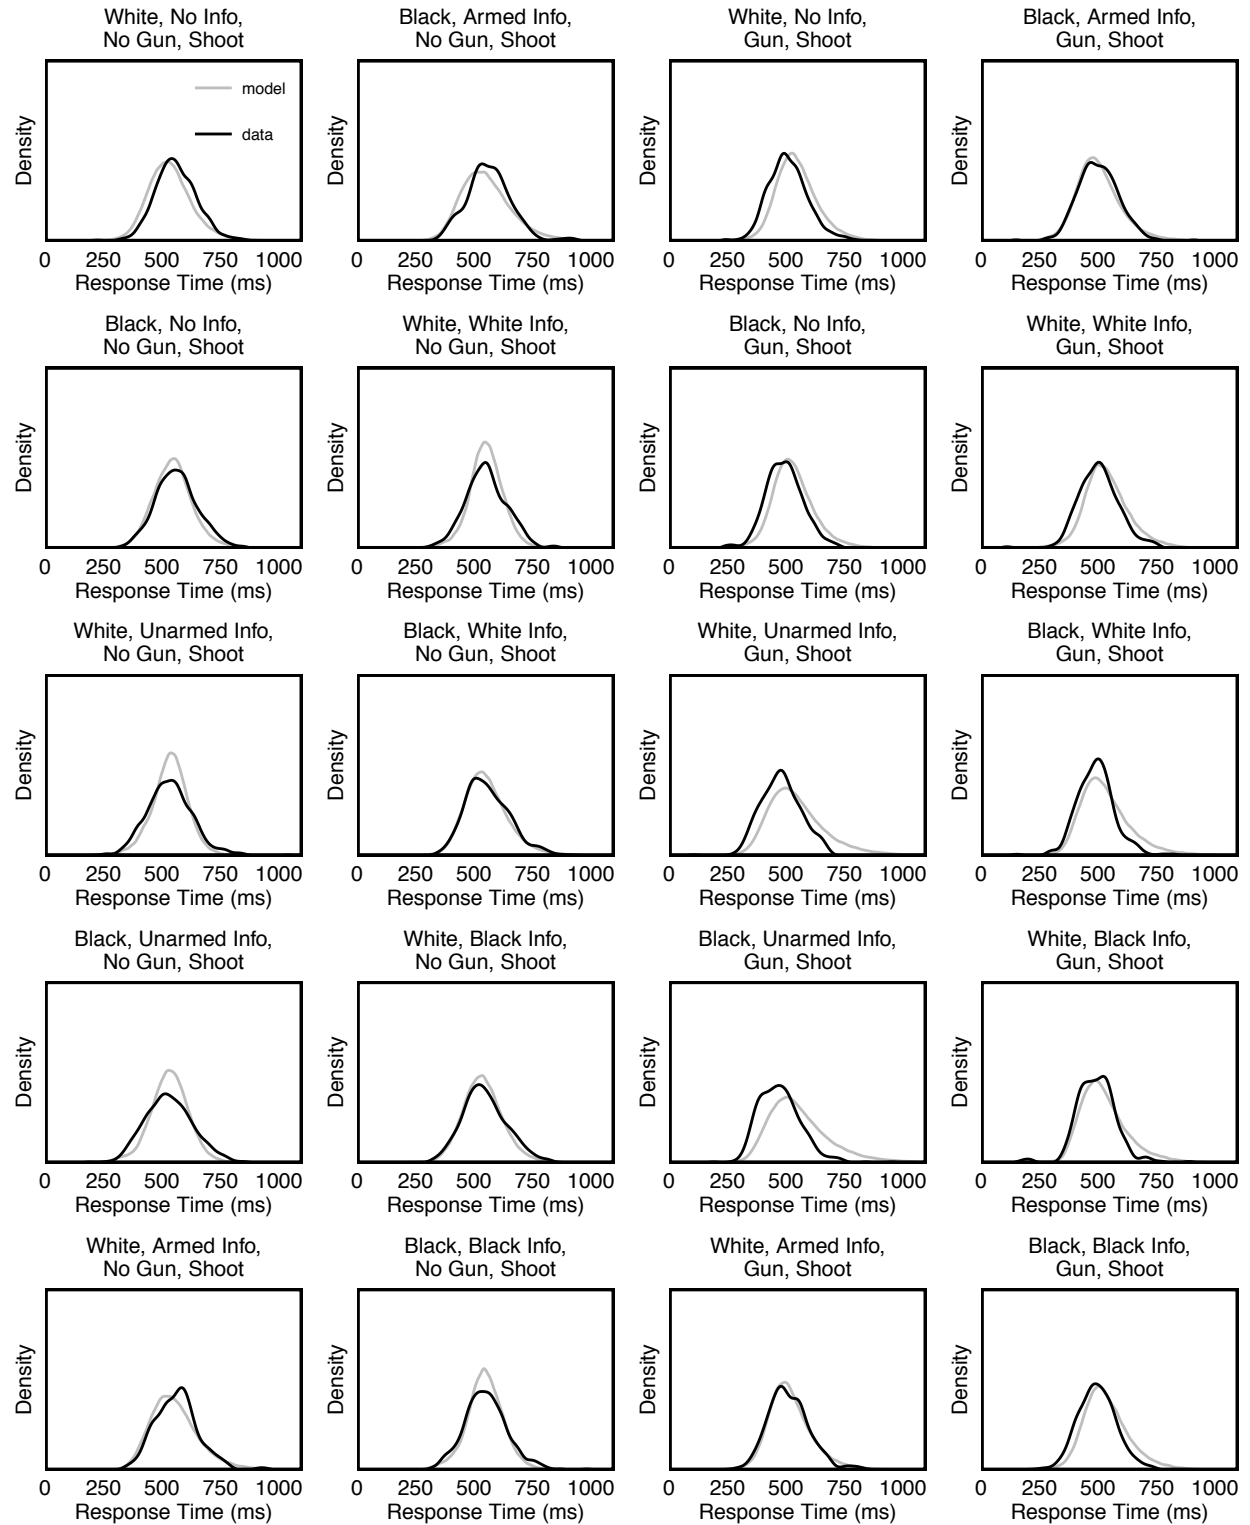 White, No Info,
No Gun, Shoot
Black, Armed Info,
No Gun, Shoot
White, No Info,
Gun, Shoot
Black, Armed Info,
Gun, Shoot
model
data
Density
Density
Density
Density
0 250 500 750 1000
0 250 500 750 1000
0 250 500 750 1000
0 250 500 750 1000
Response Time (ms)
Response Time (ms)
Response Time (ms)
Response Time (ms)
Black, No Info,
No Gun, Shoot
White, White Info,
No Gun, Shoot
Black, No Info,
Gun, Shoot
White, White Info,
Gun, Shoot
Density
Density
Density
Density
0 250 500 750 1000
0 250 500 750 1000
0 250 500 750 1000
0 250 500 750 1000
Response Time (ms)
Response Time (ms)
Response Time (ms)
Response Time (ms)
White, Unarmed Info,
No Gun, Shoot
Black, White Info,
No Gun, Shoot
White, Unarmed Info,
Gun, Shoot
Black, White Info,
Gun, Shoot
Density
Density
Density
Density
0 250 500 750 1000
0 250 500 750 1000
0 250 500 750 1000
0 250 500 750 1000
Response Time (ms)
Response Time (ms)
Response Time (ms)
Response Time (ms)
Black, Unarmed Info,
No Gun, Shoot
White, Black Info,
No Gun, Shoot
Black, Unarmed Info,
Gun, Shoot
White, Black Info,
Gun, Shoot
Density
Density
Density
Density
0 250 500 750 1000
0 250 500 750 1000
0 250 500 750 1000
0 250 500 750 1000
Response Time (ms)
Response Time (ms)
Response Time (ms)
Response Time (ms)
White, Armed Info,
No Gun, Shoot
Black, Black Info,
No Gun, Shoot
White, Armed Info,
Gun, Shoot
Black, Black Info,
Gun, Shoot
Density
Density
Density
Density
0 250 500 750 1000
0 250 500 750 1000
0 250 500 750 1000
0 250 500 750 1000
Response Time (ms)
Response Time (ms)
Response Time (ms)
Response Time (ms)